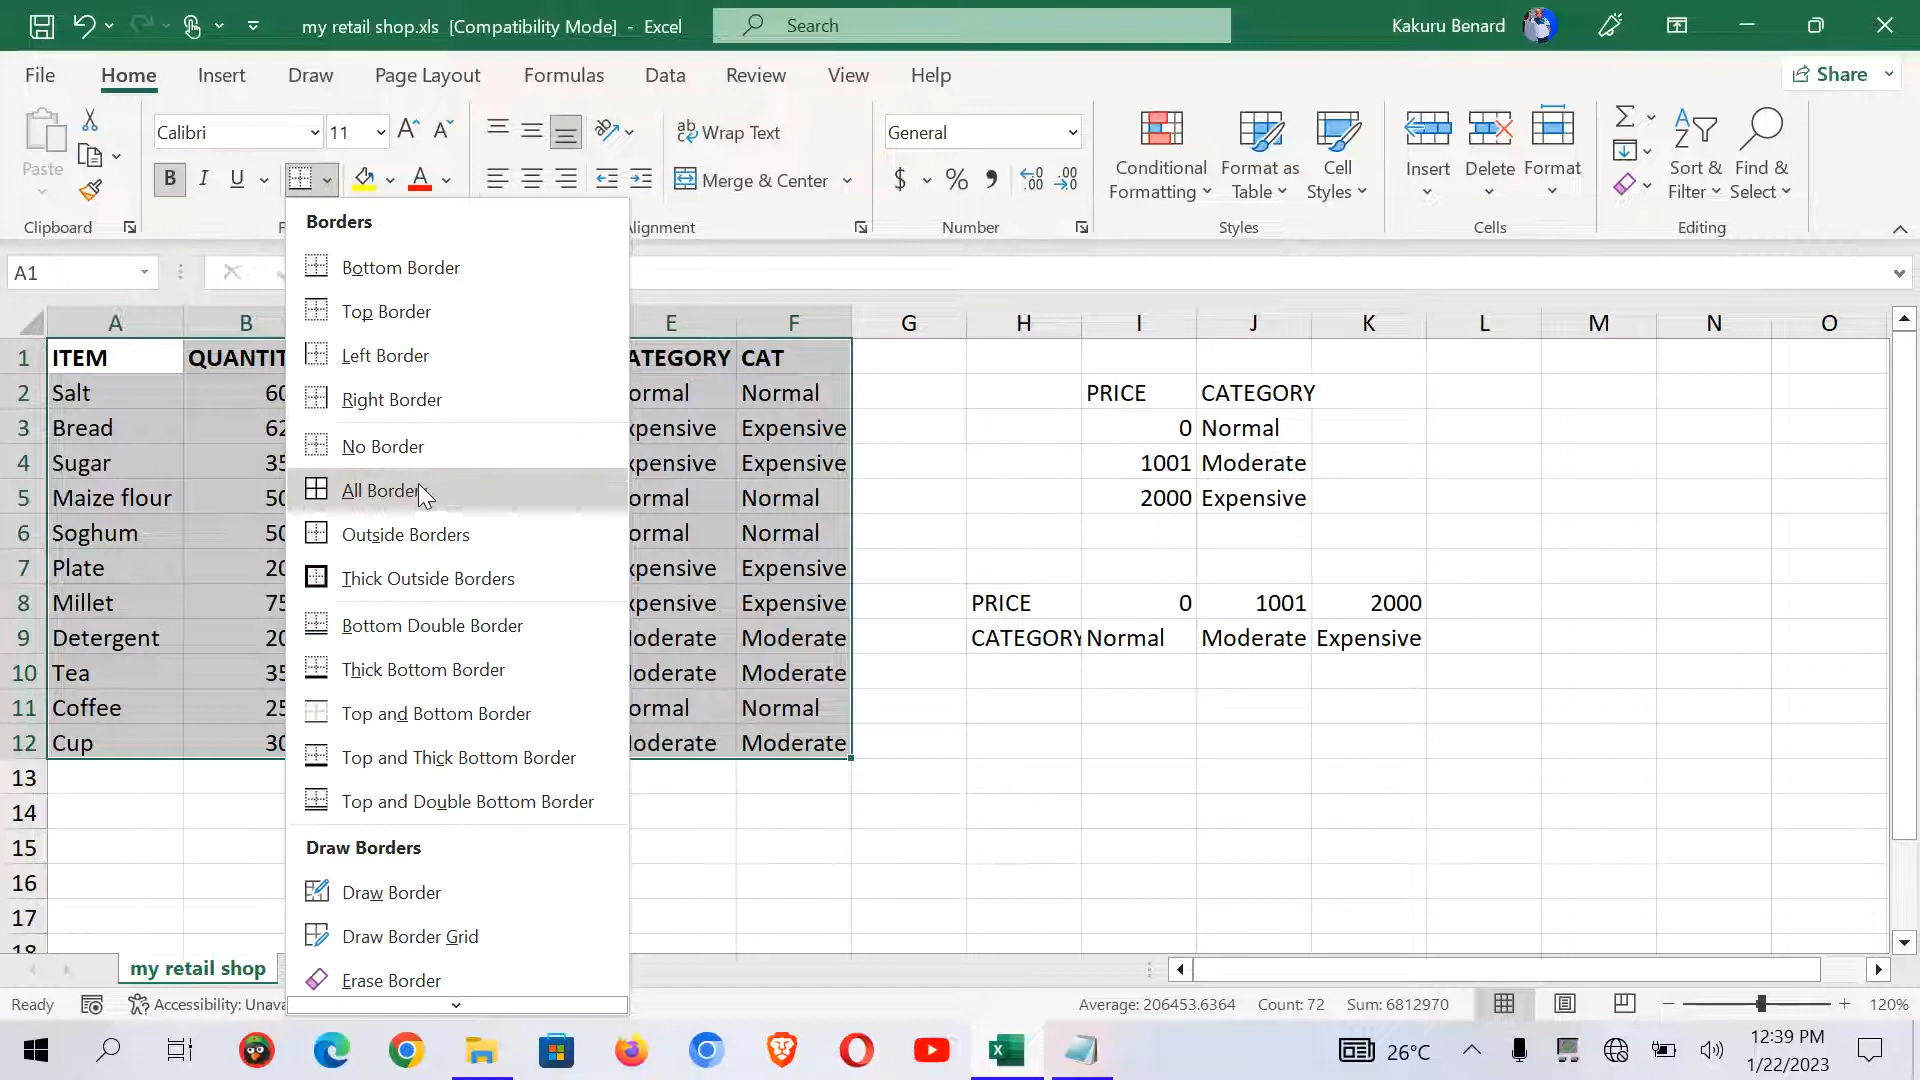 my retail shop.xls [Compatibility Mode] - Excel
Search
Kakuru Benard
File Home Insert Draw Page Layout Formulas Data Review View Help
Share
Paste
Clipboard
Calibri 11
B I U
Wrap Text
Merge & Center
lignment
General
$ % 
Number
Conditional Formatting
Format as Table
Cell Styles
Styles
Insert Delete Format
Cells
Sort & Filter
Find & Select
Editing
A1
A B E F G H I J K L M N O
1 ITEM QUANTIT ATEGORY CAT
2 Salt 60 ormal Normal PRICE CATEGORY
3 Bread 62 xpensive Expensive 0 Normal
4 Sugar 35 xpensive Expensive 1001 Moderate
5 Maize flour 50 ormal Normal 2000 Expensive
6 Soghum 50 ormal Normal
7 Plate 20 xpensive Expensive
8 Millet 75 xpensive Expensive PRICE 0 1001 2000
9 Detergent 20 oderate Moderate CATEGORY Normal Moderate Expensive
10 Tea 35 oderate Moderate
11 Coffee 25 ormal Normal
12 Cup 30 oderate Moderate
13
14
15
16
17
18
Borders
Bottom Border
Top Border
Left Border
Right Border
No Border
All Borders
Outside Borders
Thick Outside Borders
Bottom Double Border
Thick Bottom Border
Top and Bottom Border
Top and Thick Bottom Border
Top and Double Bottom Border
Draw Borders
Draw Border
Draw Border Grid
Erase Border
my retail shop
Ready
Accessibility: Unava
Average: 206453.6364 Count: 72 Sum: 6812970
120%
26°C
12:39 PM
1/22/2023